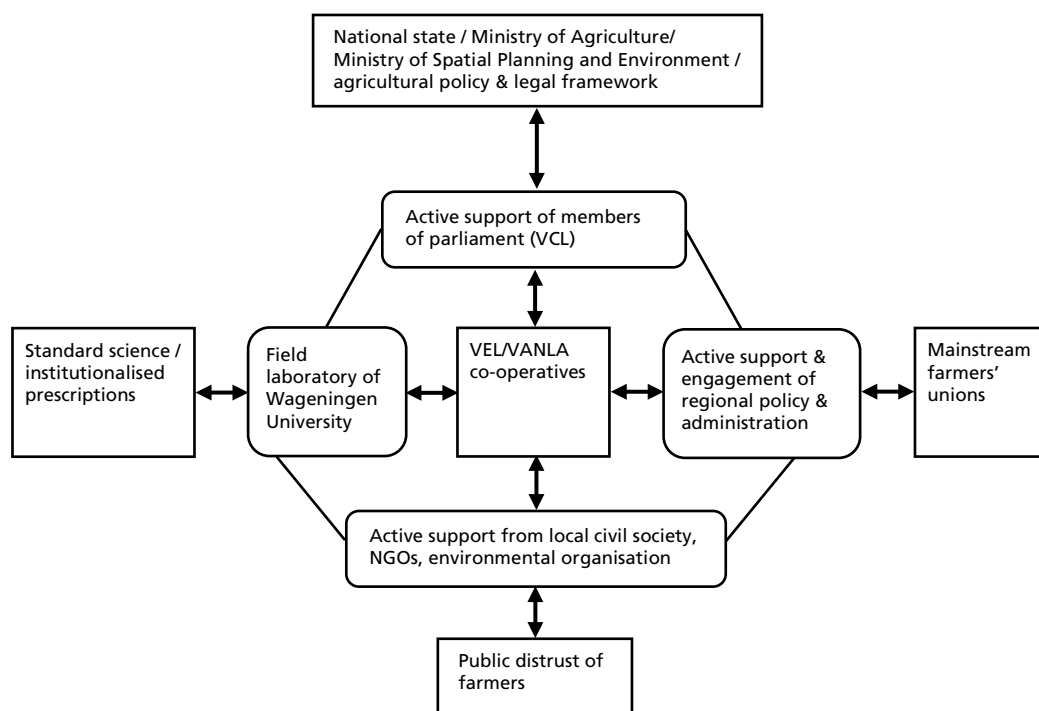 National state / Ministry of Agriculture/
Ministry of Spatial Planning and Environment /
agricultural policy & legal framework
Active support of members
of parliament (VCL)
Standard science /
institutionalised
prescriptions
Field
laboratory of
Wageningen
University
VEL/VANLA
co-operatives
Active support &
engagement of
regional policy &
administration
Mainstream
farmers'
unions
Active support from local civil society,
NGOs, environmental organisation
Public distrust of
farmers